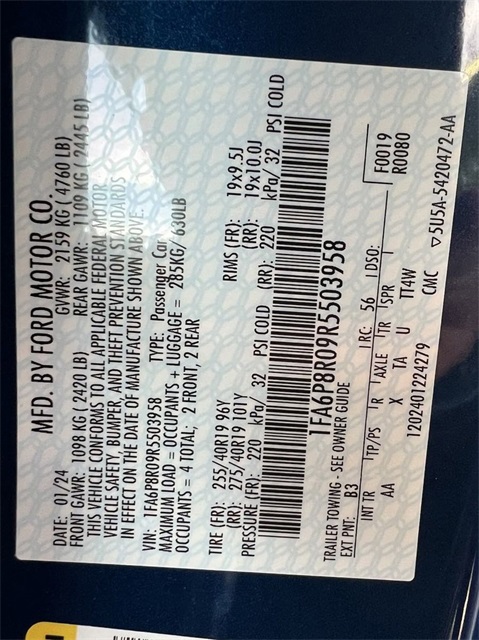 MFD. BY FORD MOTOR CO.
DATE: 01/24 GVWR: 2159 KG ( 4760 LB)
FRONT GAWR: 1098 KG ( 2420 LB) REAR GAWR: 1109 KG ( 2445 LB)
THIS VEHICLE CONFORMS TO ALL APPLICABLE FEDERAL MOTOR
VEHICLE SAFETY, BUMPER, AND THEFT PREVENTION STANDARDS
IN EFFECT ON THE DATE OF MANUFACTURE SHOWN ABOVE.
VIN: 1FA6P8R09R5503958 TYPE: Passenger Car
MAXIMUM LOAD = OCCUPANTS + LUGGAGE = 285KG/ 630LB
OCCUPANTS = 4 TOTAL; 2 FRONT, 2 REAR
TIRE (FR): 255/40R19 96Y RIMS (FR): 19x9.5J
(RR): 275/40R19 101Y (RR): 19x10.0J
PRESSURE (FR): 220 kPa/ 32 PSI COLD (RR): 220 kPa/ 32 PSI COLD
1FA6P8R09R5503958
TRAILER TOWING - SEE OWNER GUIDE
EXT PNT: B3 RC: 56 DSO: F0019
R0080
INT TR TP/PS R AXLE TR SPR
AA X TA U TT4W
1202401224279 CMC ▽5U5A-5420472-AA